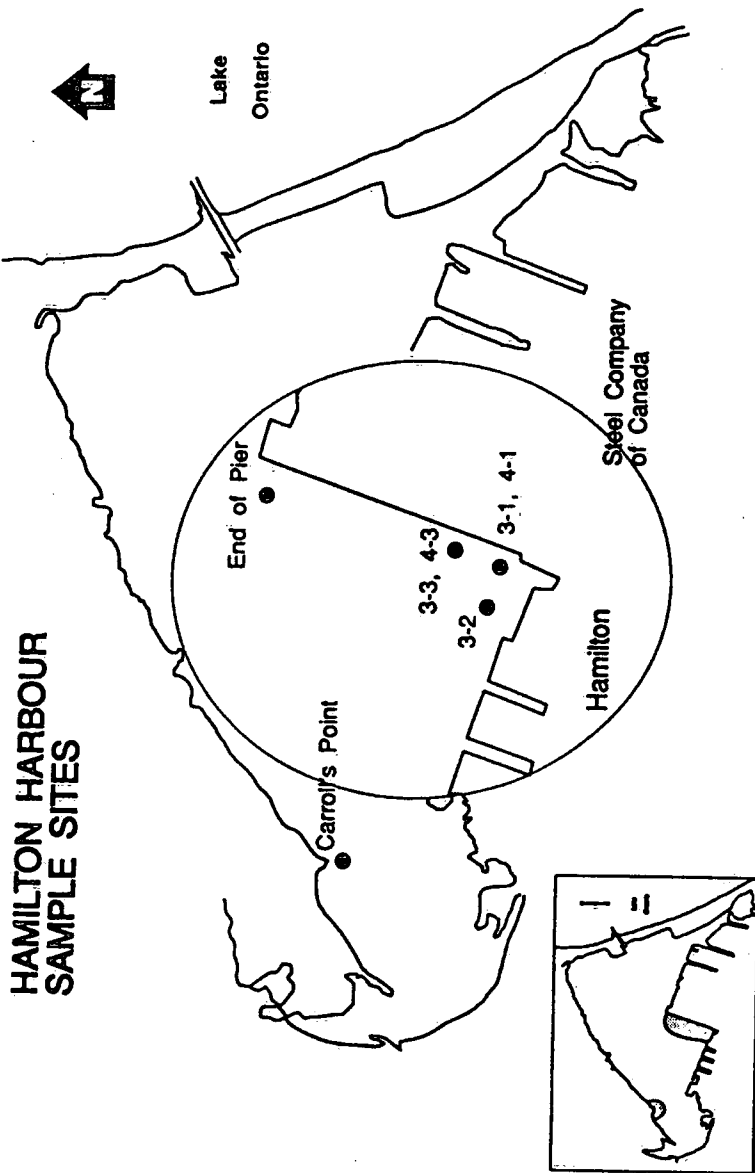 HAMILTON HARBOUR
SAMPLE SITES
N
Lake
Ontario
End of Pier
Carroll's Point
3-3, 4-3
3-2
3-1, 4-1
Steel Company
of Canada
Hamilton